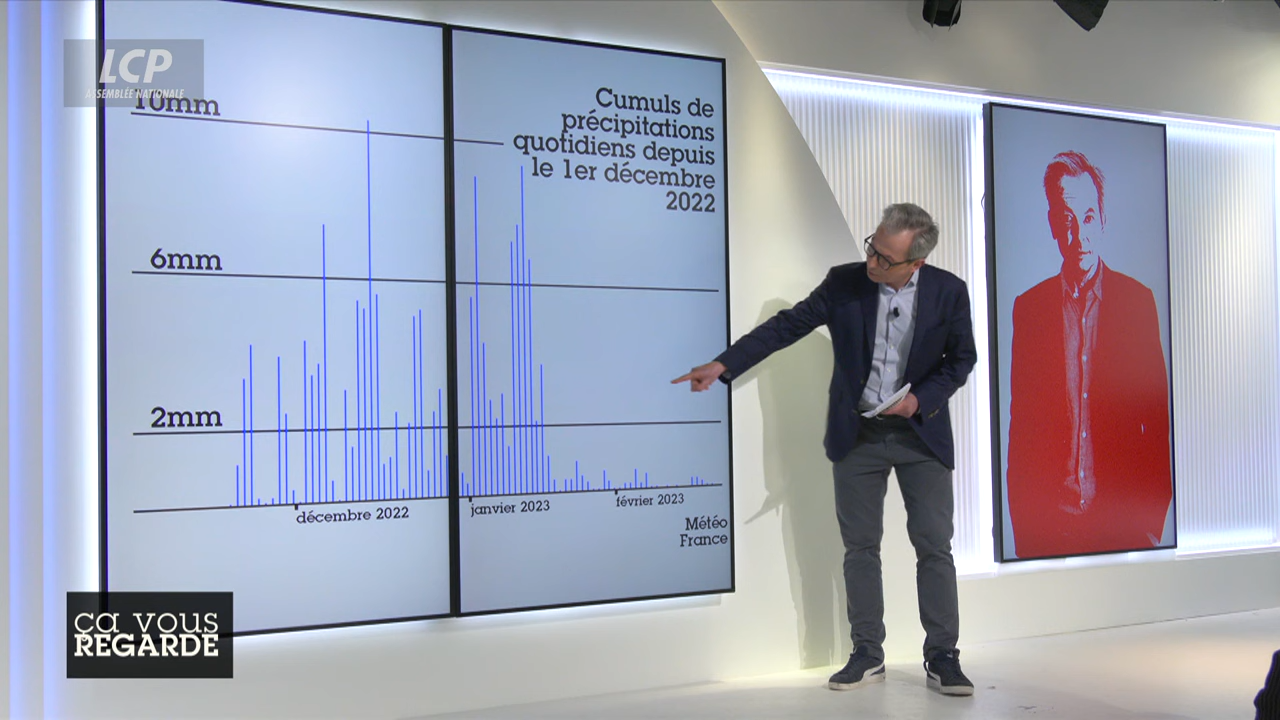 LCP
ASSEMBLÉE NATIONALE
10mm
Cumuls de
précipitations
quotidiens depuis
le 1er décembre
2022
6mm
2mm
décembre 2022
janvier 2023
février 2023
Météo
France
ça vous
REGARDE